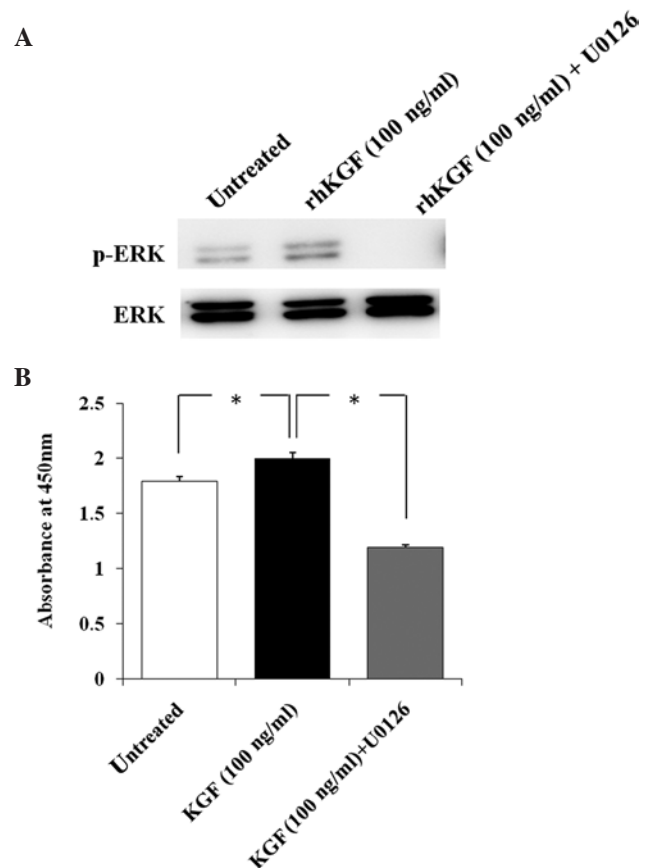 A
Untreated
rhKGF (100 ng/ml)
rhKGF (100 ng/ml) + U0126
p-ERK
ERK
B
Absorbance at 450nm
2.5
2
1.5
1
0.5
0
*
*
Untreated
KGF (100 ng/ml)
KGF (100 ng/ml)+U0126